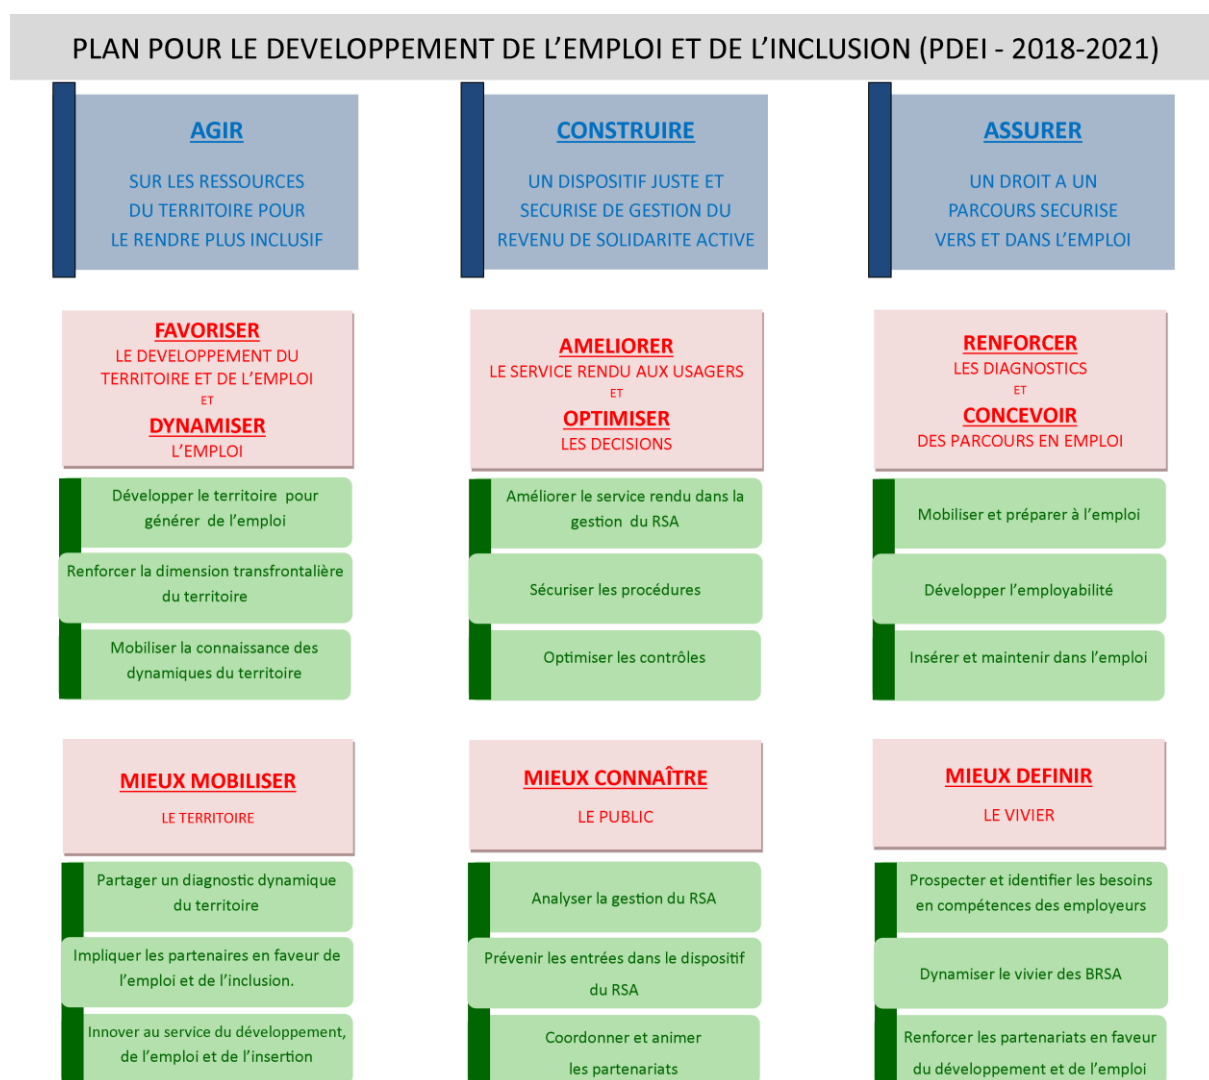 PLAN POUR LE DEVELOPPEMENT DE L'EMPLOI ET DE L'INCLUSION (PDEI - 2018-2021)
AGIR
SUR LES RESSOURCES
DU TERRITOIRE POUR
LE RENDRE PLUS INCLUSIF
FAVORISER
LE DEVELOPPEMENT DU
TERRITOIRE ET DE L'EMPLOI
ET
DYNAMISER
L'EMPLOI
Développer le territoire pour
générer de l'emploi
Renforcer la dimension transfrontalière
du territoire
Mobiliser la connaissance des
dynamiques du territoire
MIEUX MOBILISER
LE TERRITOIRE
Partager un diagnostic dynamique
du territoire
Impliquer les partenaires en faveur de
l'emploi et de l'inclusion.
Innover au service du développement,
de l'emploi et de l'insertion
CONSTRUIRE
UN DISPOSITIF JUSTE ET
SECURISE DE GESTION DU
REVENU DE SOLIDARITE ACTIVE
AMELIORER
LE SERVICE RENDU AUX USAGERS
ET
OPTIMISER
LES DECISIONS
Améliorer le service rendu dans la
gestion du RSA
Sécuriser les procédures
Optimiser les contrôles
MIEUX CONNAÎTRE
LE PUBLIC
Analyser la gestion du RSA
Prévenir les entrées dans le dispositif
du RSA
Coordonner et animer
les partenariats
ASSURER
UN DROIT A UN
PARCOURS SECURISE
VERS ET DANS L'EMPLOI
RENFORCER
LES DIAGNOSTICS
ET
CONCEVOIR
DES PARCOURS EN EMPLOI
Mobiliser et préparer à l'emploi
Développer l'employabilité
Insérer et maintenir dans l'emploi
MIEUX DEFINIR
LE VIVIER
Prospecter et identifier les besoins
en compétences des employeurs
Dynamiser le vivier des BRSA
Renforcer les partenariats en faveur
du développement et de l'emploi